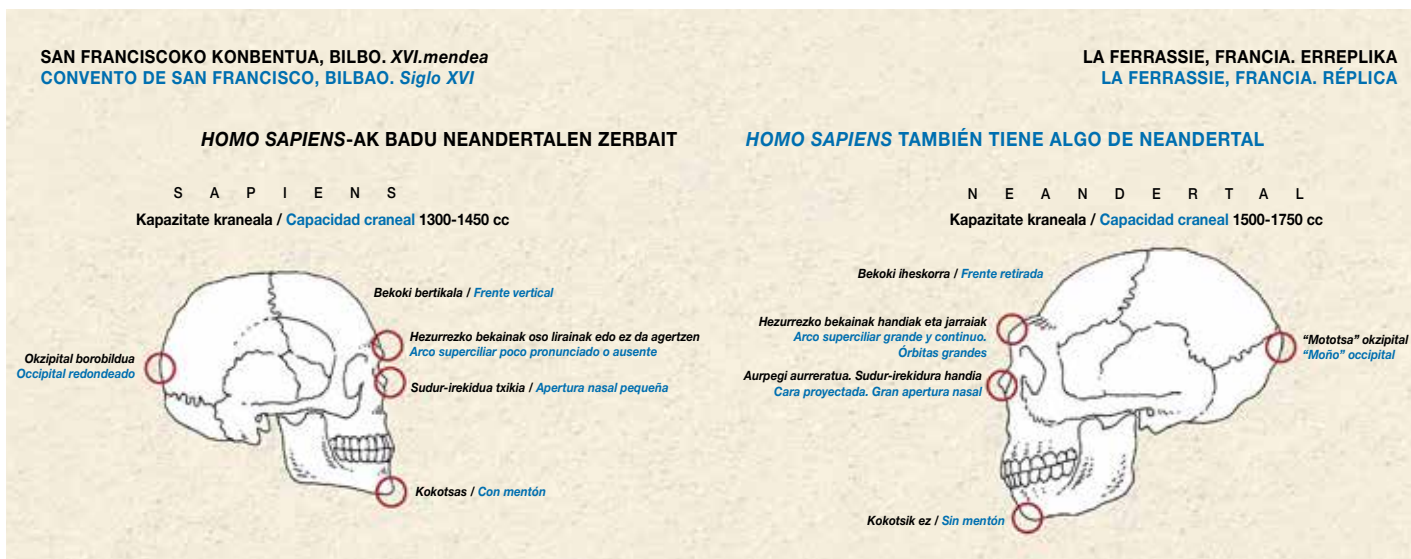 SAN FRANCISCOKO KONBENTUA, BILBO. XVI.mendea
CONVENTO DE SAN FRANCISCO, BILBAO. Siglo XVI
LA FERRASSIE, FRANCIA. ERREPLIKA
LA FERRASSIE, FRANCIA. RÉPLICA
HOMO SAPIENS-AK BADU NEANDERTALEN ZERBAIT
HOMO SAPIENS TAMBIÉN TIENE ALGO DE NEANDERTAL
SAPIENS
Kapazitate kraneala / Capacidad craneal 1300-1450 cc
Bekoki bertikala / Frente vertical
Hezurrezko bekainak oso lirainak edo ez da agertzen
Arco superciliar poco pronunciado o ausente
Okzipital borobildua
Occipital redondeado
Sudur-irekidua txikia / Apertura nasal pequeña
Kokotsas / Con mentón
NEANDERTAL
Kapazitate kraneala / Capacidad craneal 1500-1750 cc
Bekoki iheskorra / Frente retirada
Hezurrezko bekainak handiak eta jarraiak
Arco superciliar grande y continuo.
Órbitas grandes
"Mototsa" okzipital
"Moño" occipital
Aurpegi aurreratua. Sudur-irekidura handia
Cara proyectada. Gran apertura nasal
Kokotsik ez / Sin mentón